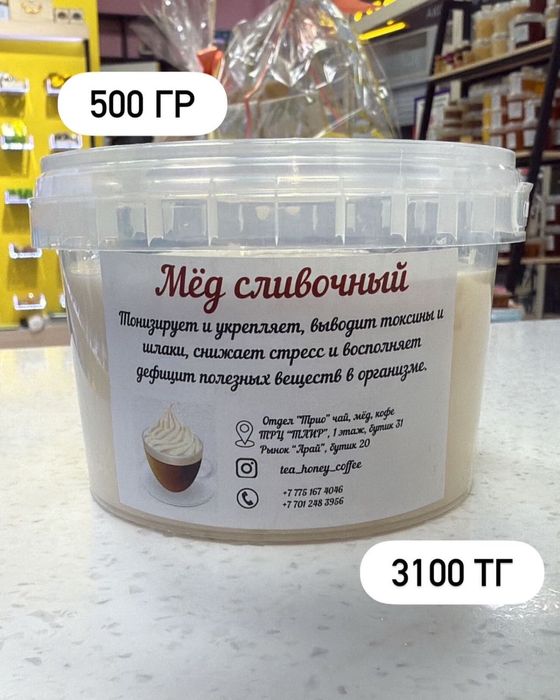 500 ГР
Мёд сливочный
Тонизирует и укрепляет, выводит токсины и
шлаки, снижает стресс и восполняет
дефицит полезных веществ в организме.
Отдел "Трио" чай, мёд, кофе
ТРЦ "ТАИР", 1 этаж, бутик 31
Рынок "Арай", бутик 20
tea_honey_coffee
+7 775 167 4046
+7 701 248 3956
3100 ТГ